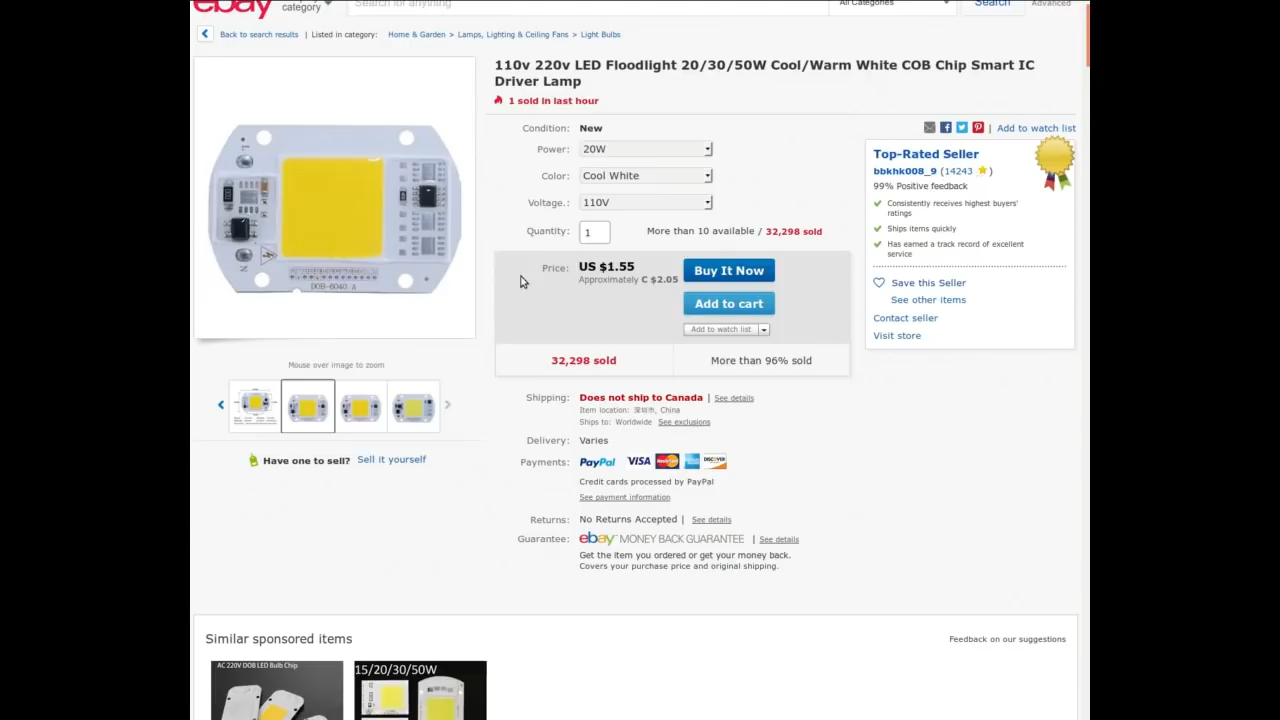 ebay
category
Search for anything
All Categories
Search
Advanced
Back to search results | Listed in category: Home & Garden > Lamps, Lighting & Ceiling Fans > Light Bulbs
110v 220v LED Floodlight 20/30/50W Cool/Warm White COB Chip Smart IC
Driver Lamp
1 sold in last hour
Condition: New
| Add to watch list
Power: 20W
Color: Cool White
Voltage.: 110V
Quantity: 1 More than 10 available / 32,298 sold
Price: US $1.55
Approximately C $2.05
Buy It Now
Add to cart
Add to watch list
32,298 sold
More than 96% sold
Top-Rated Seller
bbkhk008_9 (14243 )
99% Positive feedback
Consistently receives highest buyers'
ratings
Ships items quickly
Has earned a track record of excellent
service
Save this Seller
See other items
Contact seller
Visit store
N
DOB-6040 A
Mouse over image to zoom
Have one to sell? Sell it yourself
Shipping: Does not ship to Canada | See details
Item location: 深圳市, China
Ships to: Worldwide See exclusions
Delivery: Varies
Payments: PayPal VISA MasterCard DISCOVER
Credit cards processed by PayPal
See payment information
Returns: No Returns Accepted | See details
Guarantee: ebay MONEY BACK GUARANTEE | See details
Get the item you ordered or get your money back.
Covers your purchase price and original shipping.
Similar sponsored items
Feedback on our suggestions
AC 220V DOB LED Bulb Chip
15/20/30/50W